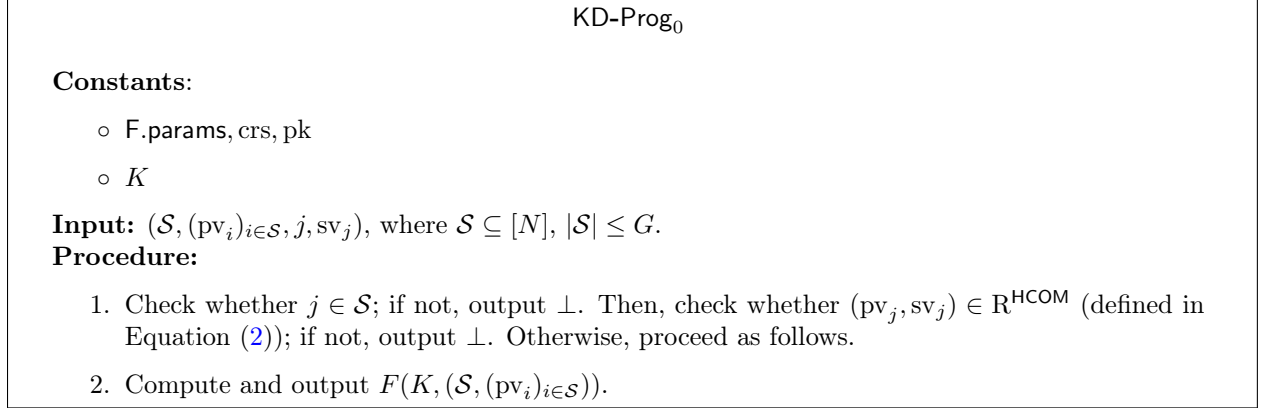 KD-Prog₀
Constants:
∘ F.params, crs, pk
∘ K
Input: (𝒮, (pvᵢ)ᵢ∈𝒮, j, svⱼ), where 𝒮 ⊆ [N], |𝒮| ≤ G.
Procedure:
1. Check whether j ∈ 𝒮; if not, output ⊥. Then, check whether (pvⱼ, svⱼ) ∈ R^HCOM (defined in
Equation (2)); if not, output ⊥. Otherwise, proceed as follows.
2. Compute and output F(K, (𝒮, (pvᵢ)ᵢ∈𝒮)).